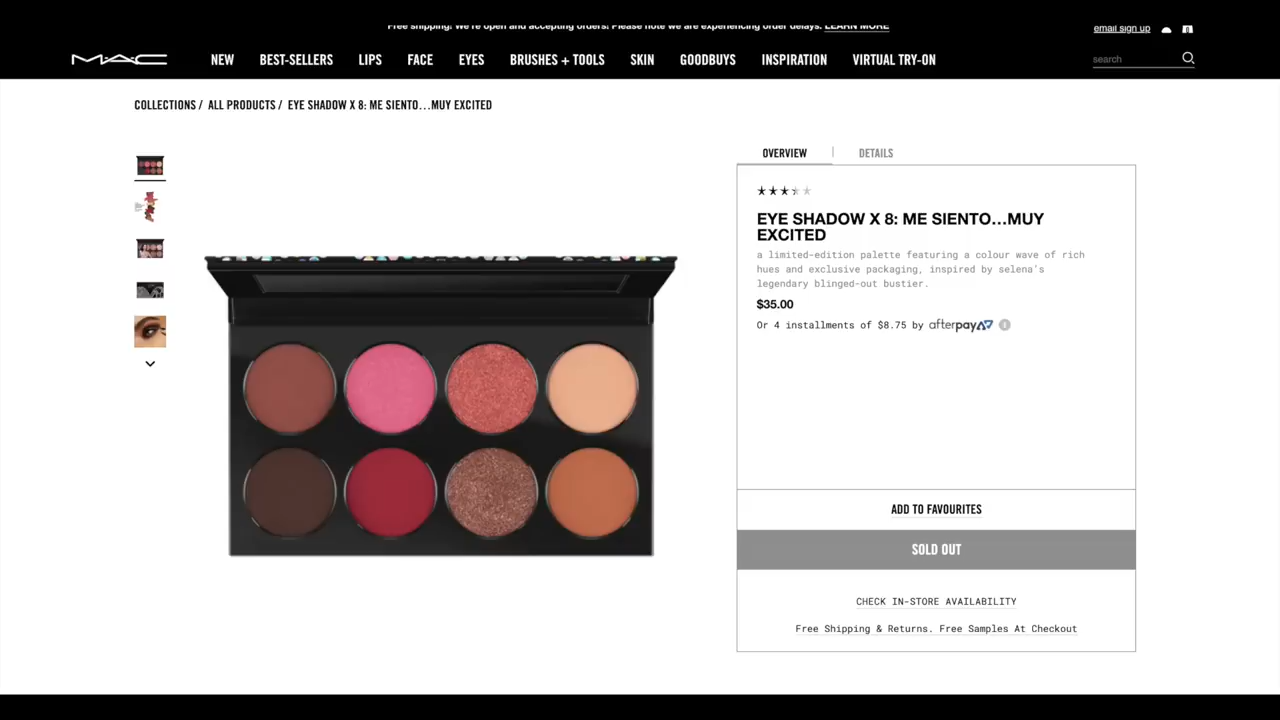 Free shipping! We're open and accepting orders! Please note we are experiencing order delays. LEARN MORE
email sign up
0
MAC
NEW
BEST-SELLERS
LIPS
FACE
EYES
BRUSHES + TOOLS
SKIN
GOODBUYS
INSPIRATION
VIRTUAL TRY-ON
search
COLLECTIONS / ALL PRODUCTS / EYE SHADOW X 8: ME SIENTO...MUY EXCITED
OVERVIEW
DETAILS
EYE SHADOW X 8: ME SIENTO...MUY
EXCITED
a limited-edition palette featuring a colour wave of rich
hues and exclusive packaging, inspired by selena's
legendary blinged-out bustier.
$35.00
Or 4 installments of $8.75 by afterpay
ADD TO FAVOURITES
SOLD OUT
CHECK IN-STORE AVAILABILITY
Free Shipping & Returns. Free Samples At Checkout